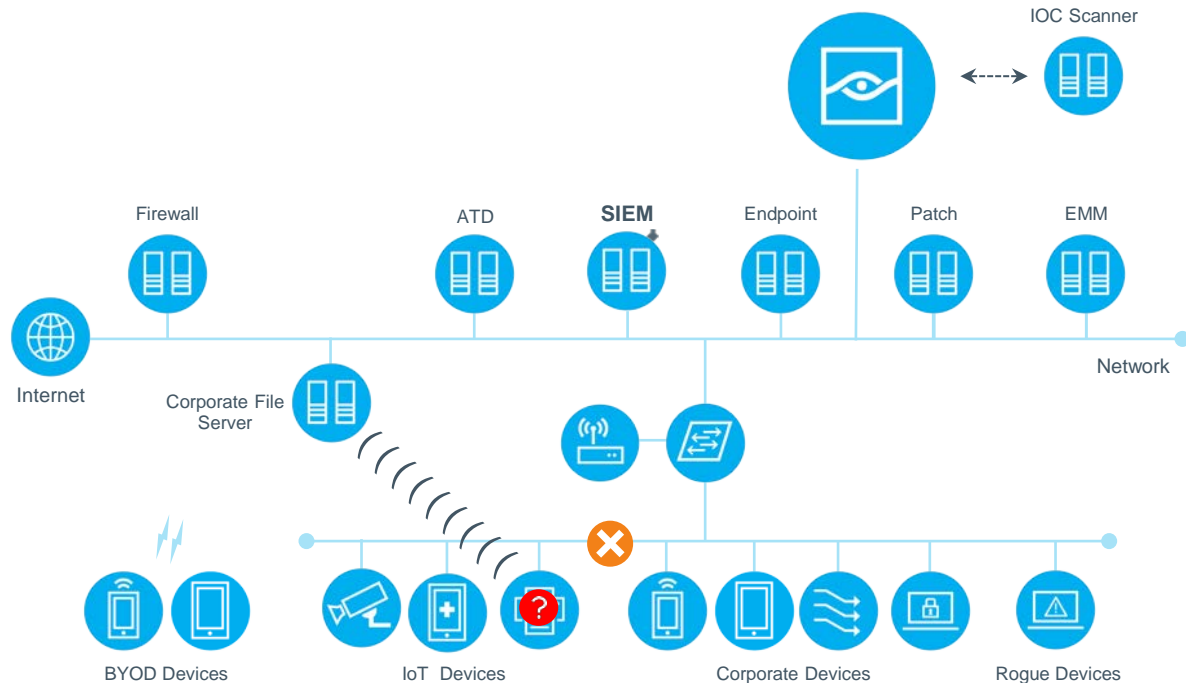 IOC Scanner
Firewall
ATD
SIEM
Endpoint
Patch
EMM
Internet
Network
Corporate File
Server
?
BYOD Devices
IoT Devices
Corporate Devices
Rogue Devices